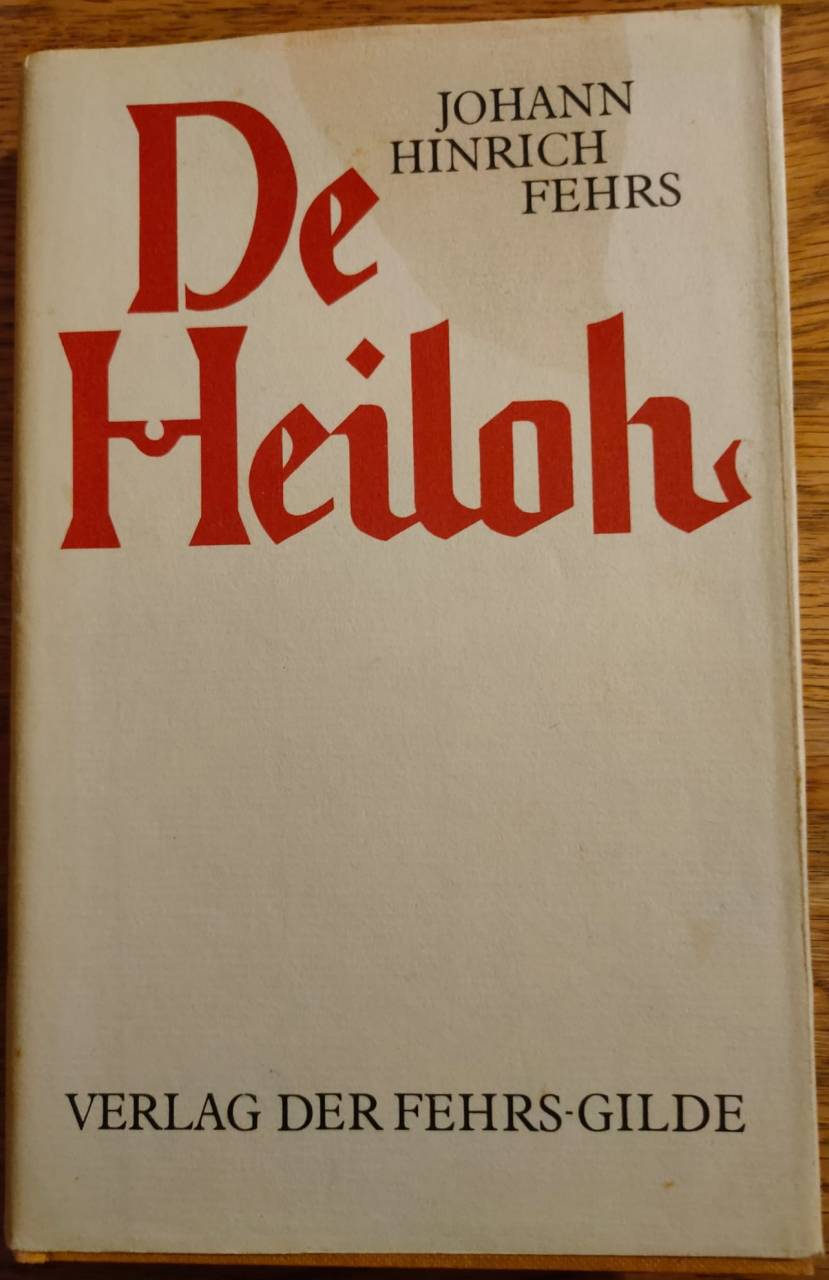 De
JOHANN
HINRICH
FEHRS
Heiloh
VERLAG DER FEHRS-GILDE